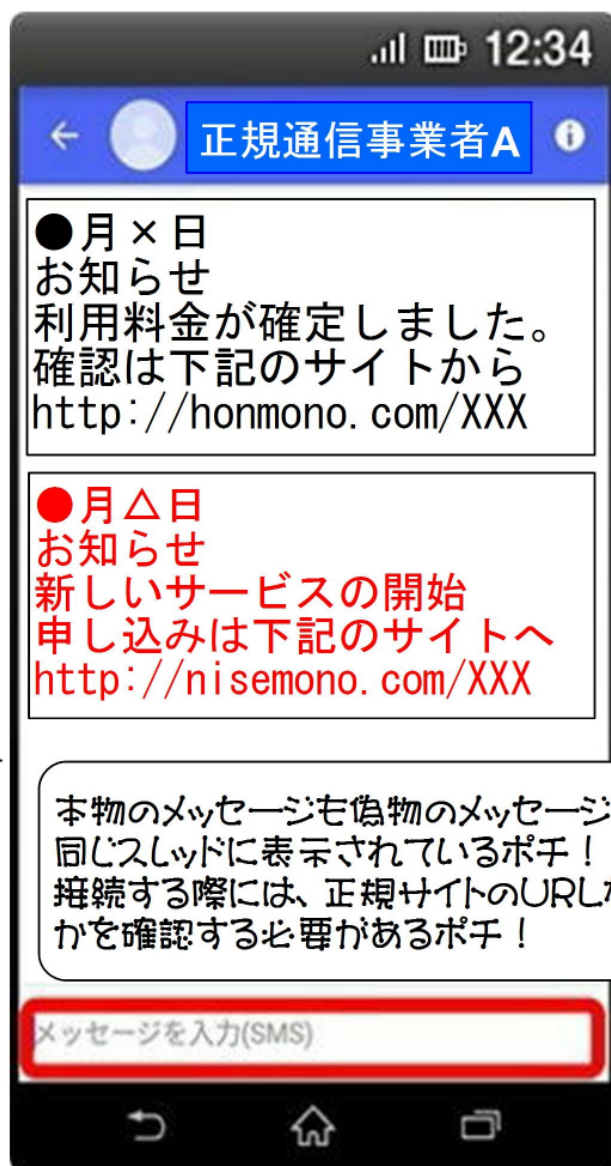 12:34
正規通信事業者A
●月×日
お知らせ
利用料金が確定しました。
確認は下記のサイトから
http://honmono.com/XXX
●月△日
お知らせ
新しいサービスの開始
申し込みは下記のサイトへ
http://nisemono.com/XXX
本物のメッセージも偽物のメッセージ
同じスレッドに表示されているポチ！
接続する際には、正規サイトのURL
かを確認する必要があるポチ！
メッセージを入力(SMS)